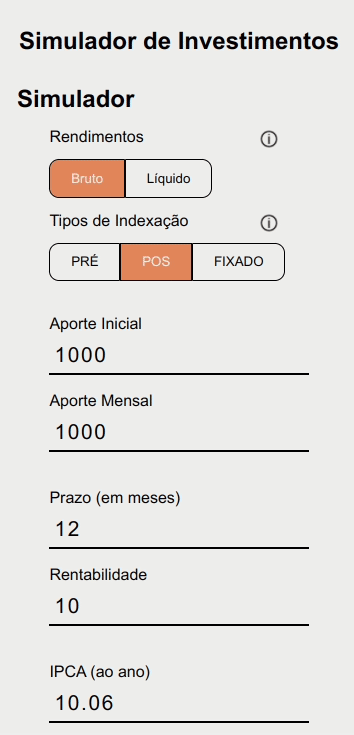 Simulador de Investimentos
Simulador
Rendimentos
Bruto Líquido
Tipos de Indexação
PRÉ POS FIXADO
Aporte Inicial
1000
Aporte Mensal
1000
Prazo (em meses)
12
Rentabilidade
10
IPCA (ao ano)
10.06